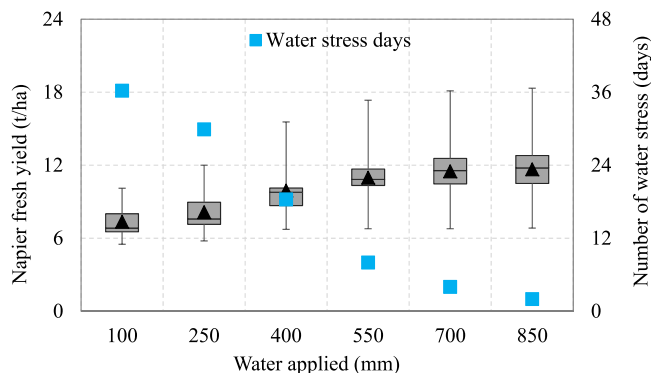 Napier fresh yield (t/ha)
24
18
12
6
0
Water stress days
48
36
24
12
0
Number of water stress (days)
100 250 400 550 700 850
Water applied (mm)